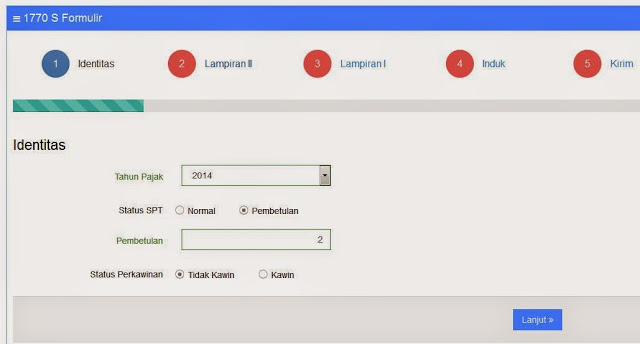 ≡ 1770 S Formulir
1 Identitas 2 Lampiran II 3 Lampiran I 4 Induk 5 Kirim
Identitas
Tahun Pajak 2014
Status SPT Normal Pembetulan
Pembetulan 2
Status Perkawinan Tidak Kawin Kawin
Lanjut »